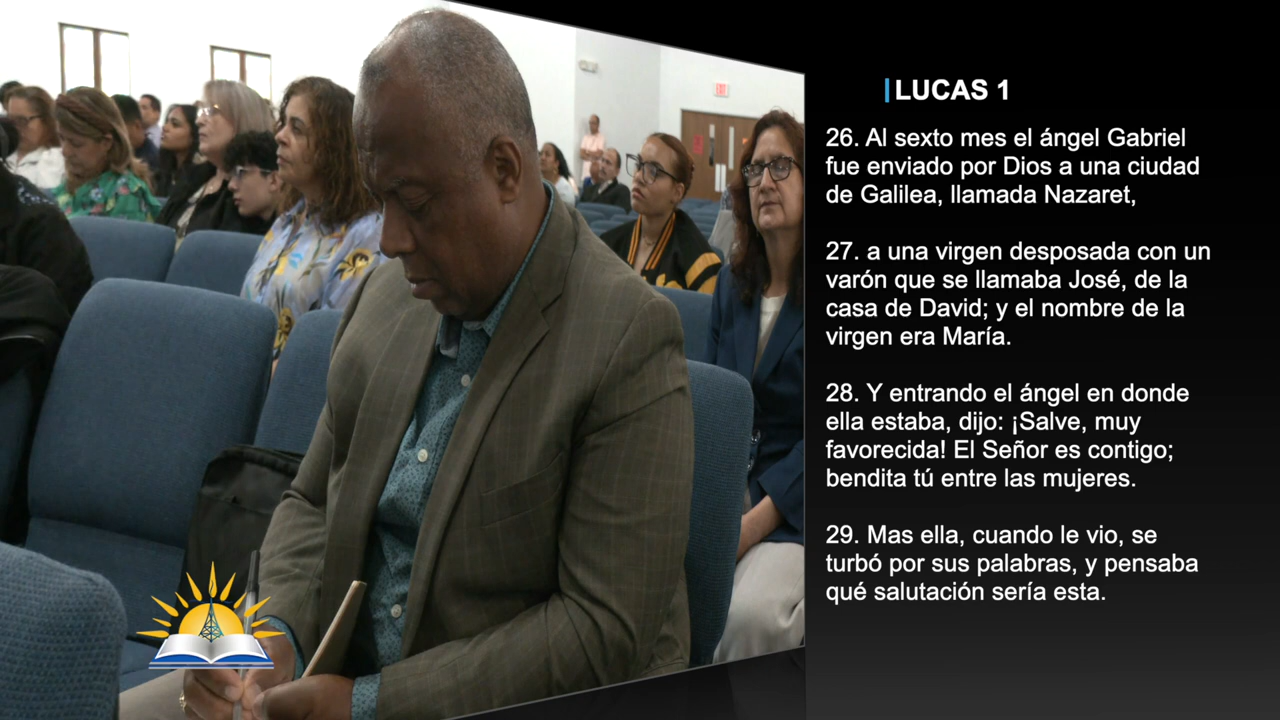 EXIT
LUCAS 1
26. Al sexto mes el ángel Gabriel
fue enviado por Dios a una ciudad
de Galilea, llamada Nazaret,
27. a una virgen desposada con un
varón que se llamaba José, de la
casa de David; y el nombre de la
virgen era María.
28. Y entrando el ángel en donde
ella estaba, dijo: ¡Salve, muy
favorecida! El Señor es contigo;
bendita tú entre las mujeres.
29. Mas ella, cuando le vio, se
turbó por sus palabras, y pensaba
qué salutación sería esta.